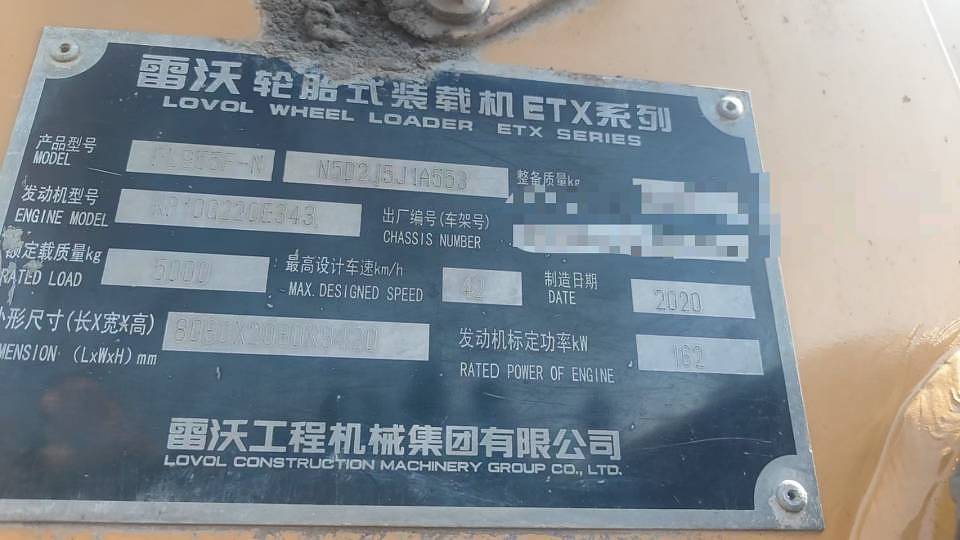 雷沃轮胎式装载机ETX系列
LOVOL WHEEL LOADER ETX SERIES
产品型号
MODEL
N5D2J5J1A553
整备质量kg
发动机型号
ENGINE MODEL
出厂编号(车架号)
CHASSIS NUMBER
额定载质量kg
RATED LOAD
5000
最高设计车速km/h
MAX. DESIGNED SPEED
制造日期
DATE
2020
外形尺寸(长X宽X高)
(LxWxH) mm
发动机标定功率kW
RATED POWER OF ENGINE
162
雷沃工程机械集团有限公司
LOVOL CONSTRUCTION MACHINERY GROUP CO., LTD.